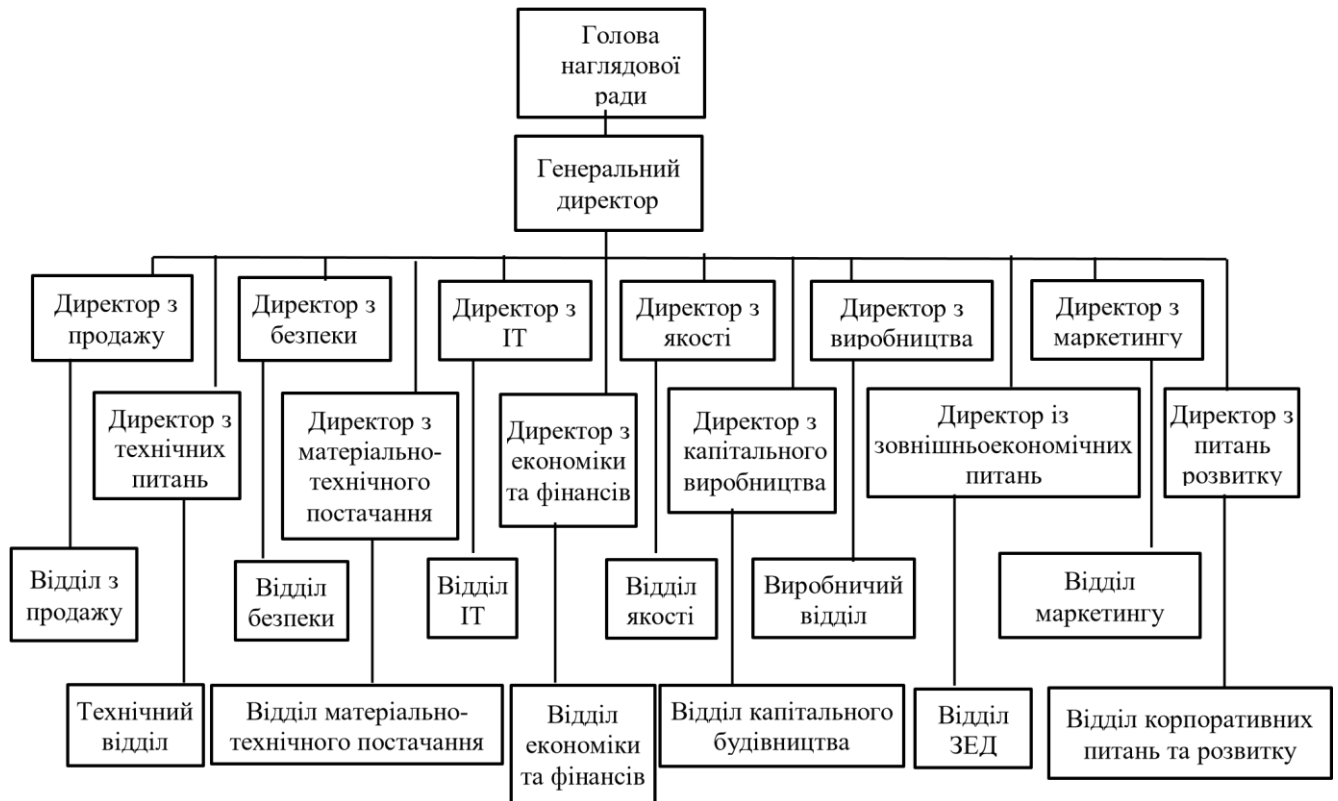 Голова
наглядової
ради
Генеральний
директор
Директор з
продажу
Директор з
безпеки
Директор з
ІТ
Директор з
якості
Директор з
виробництва
Директор з
маркетингу
Директор з
технічних
питань
Директор з
матеріально-
технічного
постачання
Директор з
економіки
та фінансів
Директор з
капітального
виробництва
Директор із
зовнішньоекономічних
питань
Директор з
питань
розвитку
Відділ з
продажу
Відділ
безпеки
Відділ
ІТ
Відділ
якості
Виробничий
відділ
Відділ
маркетингу
Технічний
відділ
Відділ матеріально-
технічного постачання
Відділ
економіки
та фінансів
Відділ капітального
будівництва
Відділ
ЗЕД
Відділ корпоративних
питань та розвитку